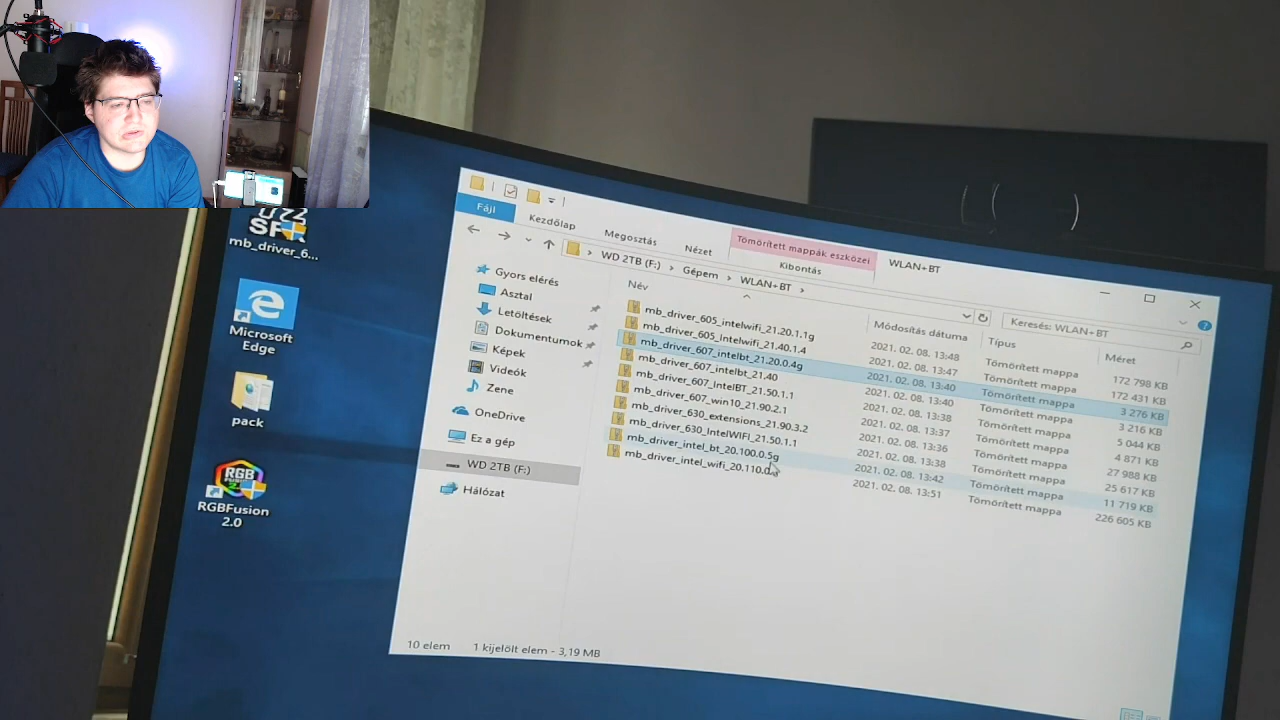 mb_driver_6...
Microsoft
Edge
pack
RGB
RGBFusion
2.0
Fájl
Kezdőlap
Megosztás
Nézet
Tömörített mappák eszközei
Kibontás
WLAN+BT
WD 2TB (F:) › Gépem › WLAN+BT ›
Keresés: WLAN+BT
Gyors elérés
Asztal
Letöltések
Dokumentumok
Képek
Videók
Zene
OneDrive
Ez a gép
WD 2TB (F:)
Hálózat
Név Módosítás dátuma Típus Méret
mb_driver_605_intelwifi_21.20.1.1g 2021. 02. 08. 13:48 Tömörített mappa 172 798 KB
mb_driver_605_Intelwifi_21.40.1.4 2021. 02. 08. 13:47 Tömörített mappa 172 431 KB
mb_driver_607_intelbt_21.20.0.4g 2021. 02. 08. 13:40 Tömörített mappa 3 276 KB
mb_driver_607_intelbt_21.40 2021. 02. 08. 13:40 Tömörített mappa 3 216 KB
mb_driver_607_IntelBT_21.50.1.1 2021. 02. 08. 13:38 Tömörített mappa 5 044 KB
mb_driver_607_win10_21.90.2.1 2021. 02. 08. 13:37 Tömörített mappa 4 871 KB
mb_driver_630_extensions_21.90.3.2 2021. 02. 08. 13:36 Tömörített mappa 27 988 KB
mb_driver_630_IntelWIFI_21.50.1.1 2021. 02. 08. 13:38 Tömörített mappa 25 617 KB
mb_driver_intel_bt_20.100.0.5g 2021. 02. 08. 13:42 Tömörített mappa 11 719 KB
mb_driver_intel_wifi_20.110.0 2021. 02. 08. 13:51 Tömörített mappa 226 605 KB
10 elem 1 kijelölt elem - 3,19 MB